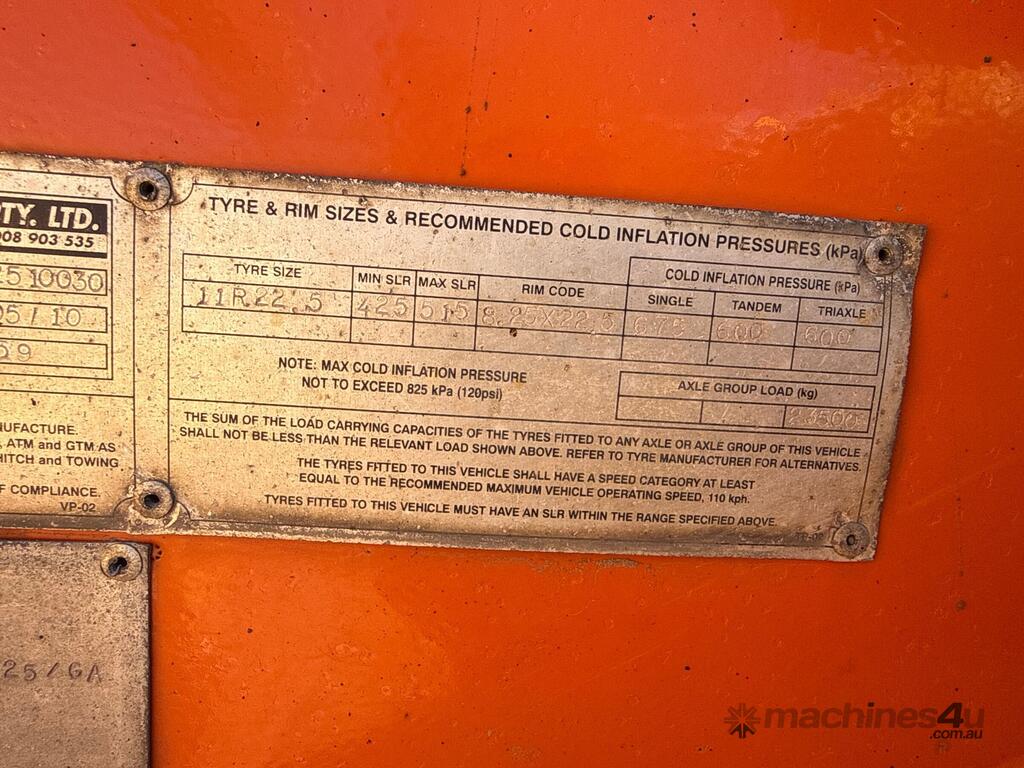 PTY. LTD.
008 903 535
2510030
05/10
59
NUFACTURE.
, ATM and GTM AS
HITCH and TOWING
F COMPLIANCE.
VP-02
TYRE & RIM SIZES & RECOMMENDED COLD INFLATION PRESSURES (kPa)
TYRE SIZE MIN SLR MAX SLR RIM CODE COLD INFLATION PRESSURE (kPa)
SINGLE TANDEM TRIAXLE
11R22.5 425 515 8.25X22.5 600 600
NOTE: MAX COLD INFLATION PRESSURE
NOT TO EXCEED 825 kPa (120psi)
AXLE GROUP LOAD (kg)
23500
THE SUM OF THE LOAD CARRYING CAPACITIES OF THE TYRES FITTED TO ANY AXLE OR AXLE GROUP OF THIS VEHICLE
SHALL NOT BE LESS THAN THE RELEVANT LOAD SHOWN ABOVE. REFER TO TYRE MANUFACTURER FOR ALTERNATIVES.
THE TYRES FITTED TO THIS VEHICLE SHALL HAVE A SPEED CATEGORY AT LEAST
EQUAL TO THE RECOMMENDED MAXIMUM VEHICLE OPERATING SPEED, 110 kph.
TYRES FITTED TO THIS VEHICLE MUST HAVE AN SLR WITHIN THE RANGE SPECIFIED ABOVE.
TP-02
25/GA
machines4u
.com.au